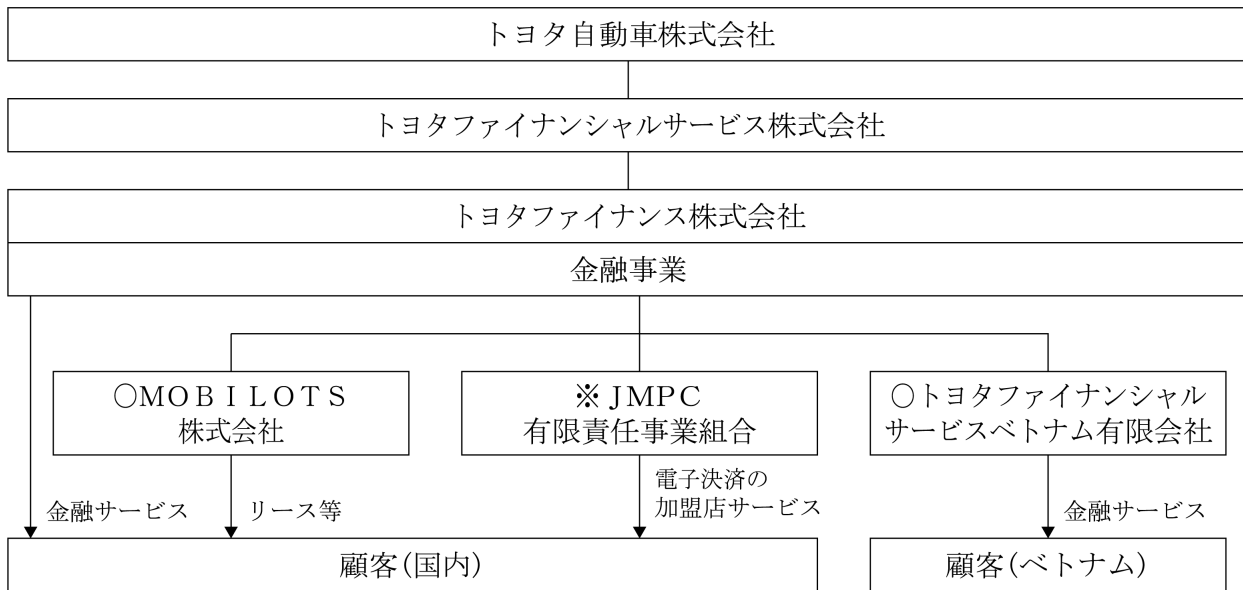 トヨタ自動車株式会社
トヨタファイナンシャルサービス株式会社
トヨタファイナンス株式会社
金融事業
○ＭＯＢＩＬＯＴＳ
株式会社
※ＪＭＰＣ
有限責任事業組合
○トヨタファイナンシャル
サービスベトナム有限会社
金融サービス
リース等
電子決済の
加盟店サービス
金融サービス
顧客(国内)
顧客(ベトナム)